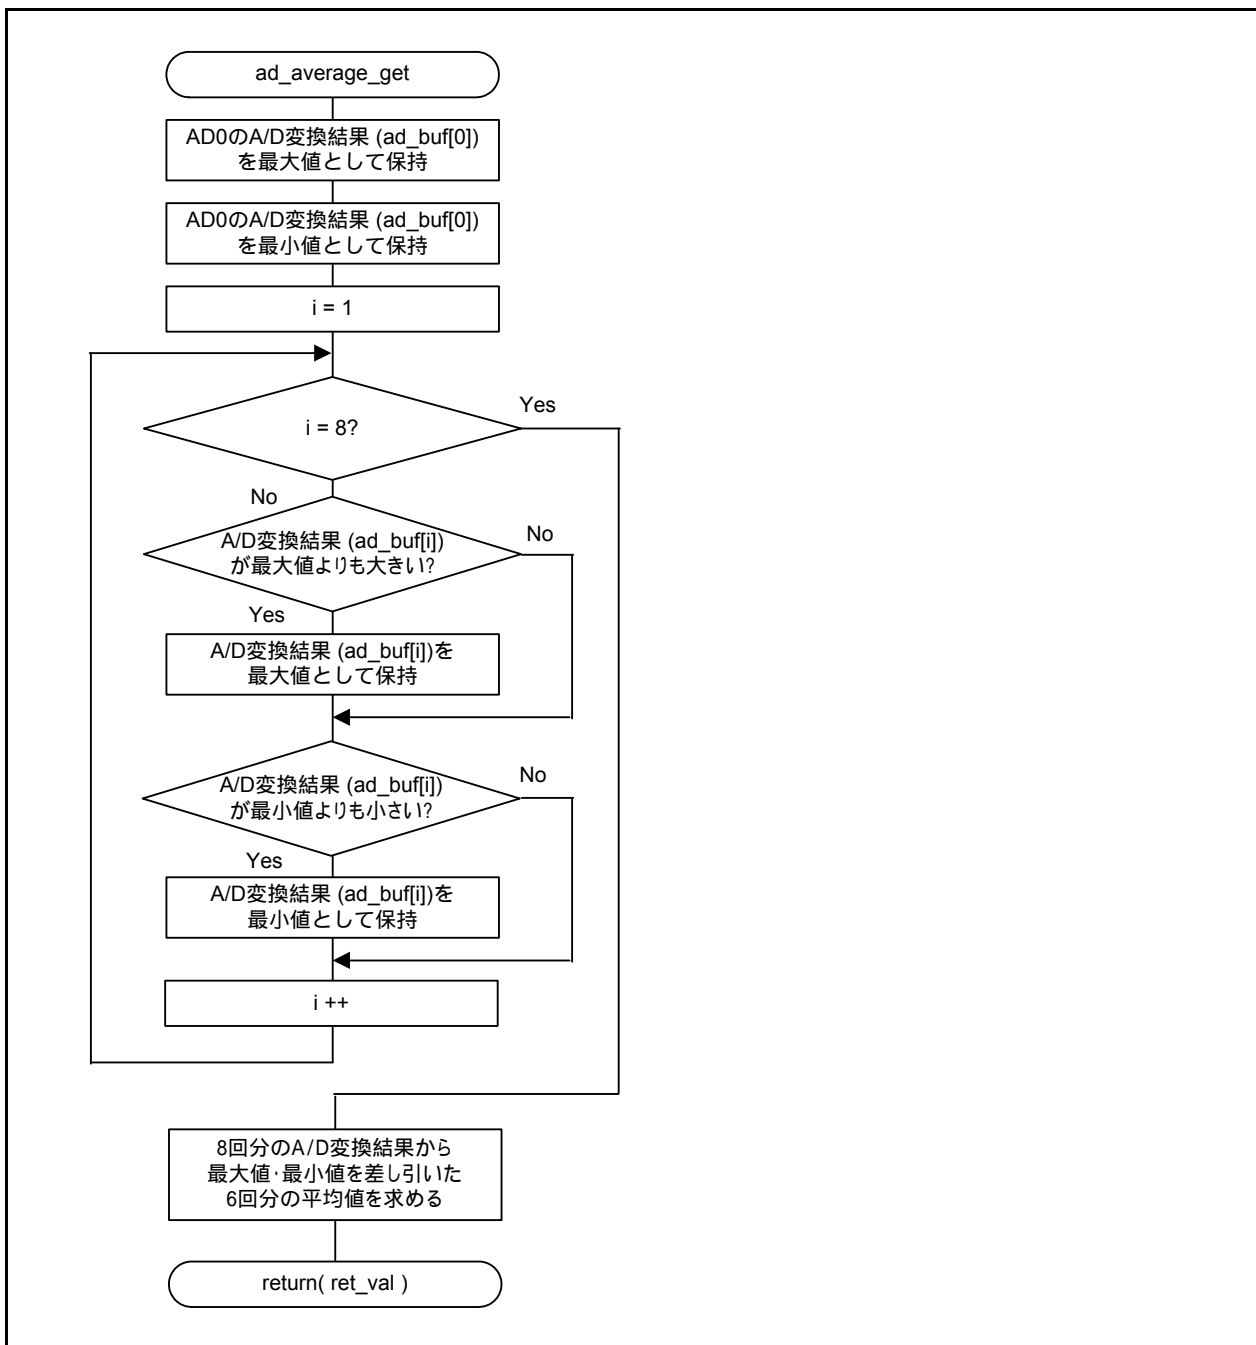 ad_average_get
AD0のA/D変換結果 (ad_buf[0])
を最大値として保持
AD0のA/D変換結果 (ad_buf[0])
を最小値として保持
i = 1
i = 8?
Yes
No
A/D変換結果 (ad_buf[i])
が最大値よりも大きい?
No
Yes
A/D変換結果 (ad_buf[i])を
最大値として保持
A/D変換結果 (ad_buf[i])
が最小値よりも小さい?
No
Yes
A/D変換結果 (ad_buf[i])を
最小値として保持
i ++
8回分のA/D変換結果から
最大値･最小値を差し引いた
6回分の平均値を求める
return( ret_val )